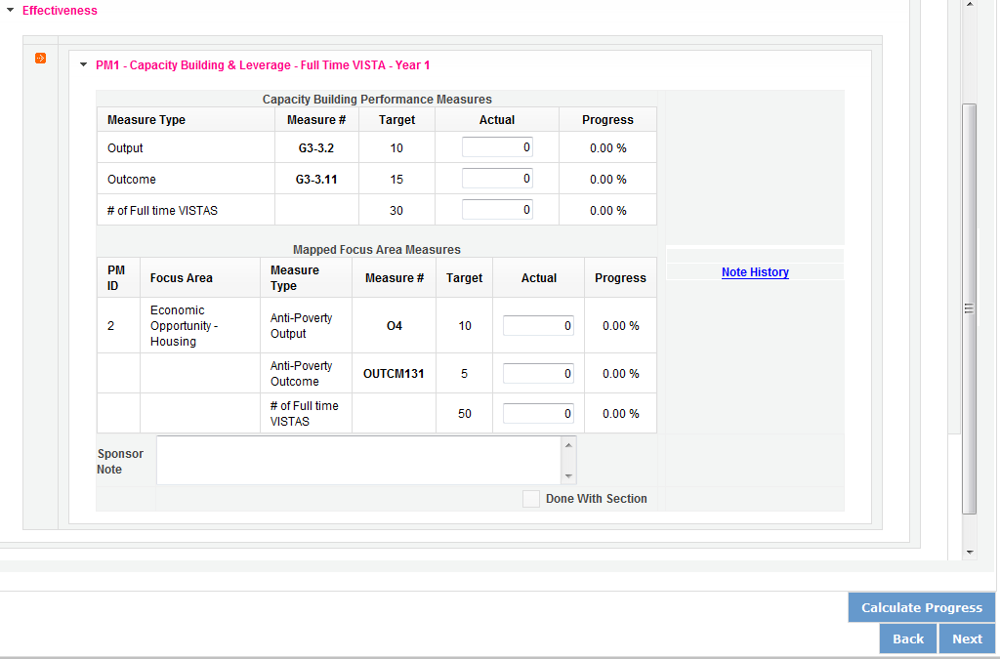 Effectiveness
PM1 - Capacity Building & Leverage - Full Time VISTA - Year 1
Capacity Building Performance Measures
Measure Type Measure # Target Actual Progress
Output G3-3.2 10 0 0.00 %
Outcome G3-3.11 15 0 0.00 %
# of Full time VISTAS 30 0 0.00 %
Mapped Focus Area Measures
PM ID Focus Area Measure Type Measure # Target Actual Progress
2 Economic Opportunity - Housing Anti-Poverty Output O4 10 0 0.00 %
Anti-Poverty Outcome OUTCM131 5 0 0.00 %
# of Full time VISTAS 50 0 0.00 %
Note History
Sponsor Note
Done With Section
Calculate Progress
Back Next